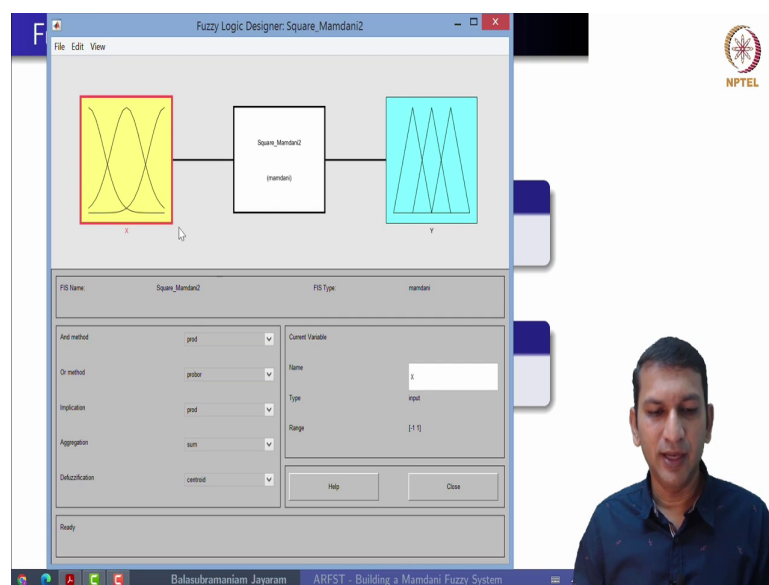 F
Fuzzy Logic Designer: Square_Mamdani2
File Edit View
NPTEL
Square_Mamdani2
(mamdani)
X
Y
FIS Name: Square_Mamdani2 FIS Type: mamdani
And method prod
Or method probor
Implication prod
Aggregation sum
Defuzzification centroid
Current Variable
Name X
Type input
Range [-1 1]
Help Close
Ready
Balasubramaniam Jayaram ARFST - Building a Mamdani Fuzzy System